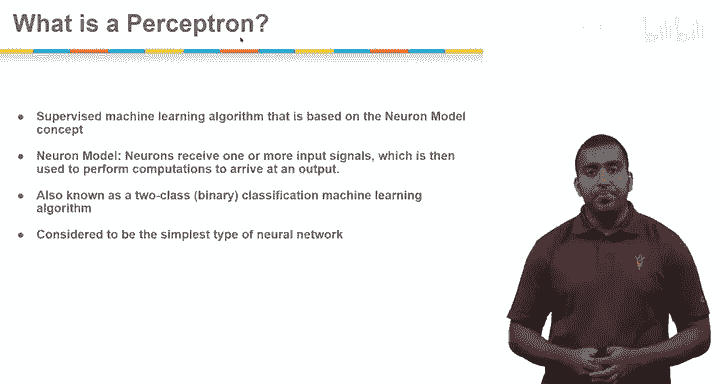 What is a Perceptron?
● Supervised machine learning algorithm that is based on the Neuron Model
concept
● Neuron Model: Neurons receive one or more input signals, which is then
used to perform computations to arrive at an output.
● Also known as a two-class (binary) classification machine learning
algorithm
● Considered to be the simplest type of neural network